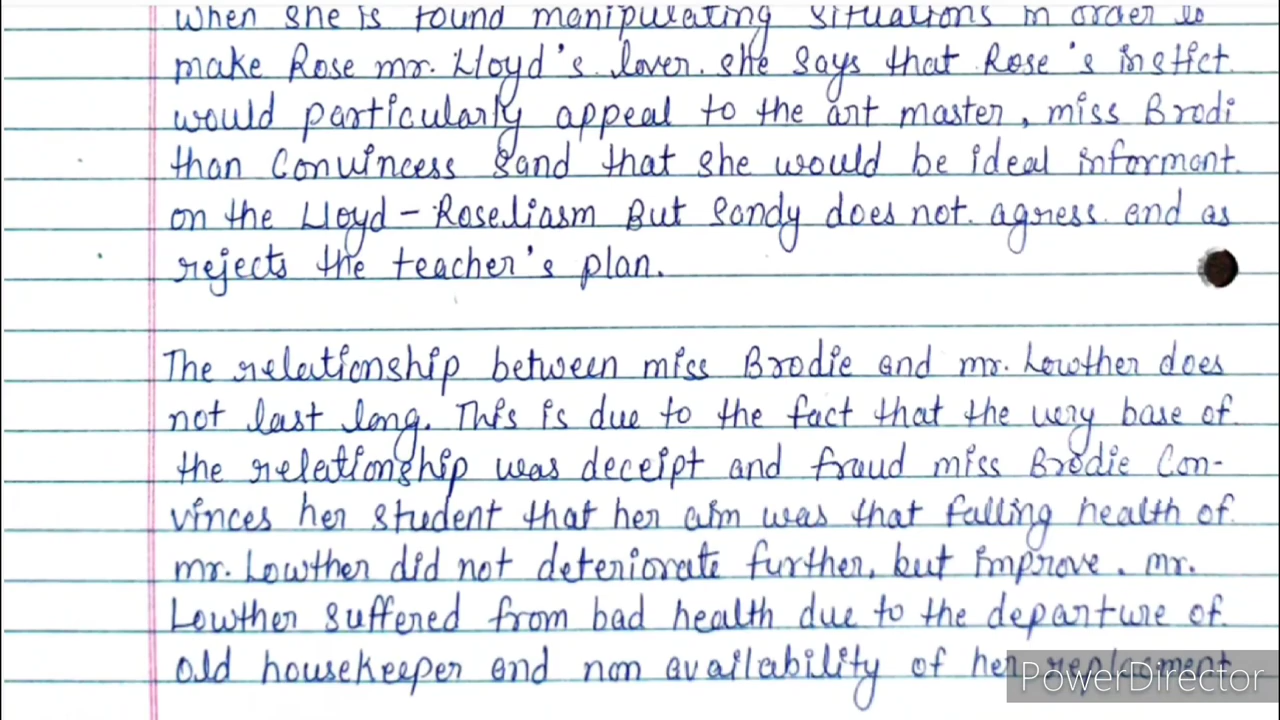 when she is found manipulating situations in order to
make Rose mr. Lloyd's lover. she says that Rose's instict
would particularly appeal to the art master, miss Brodi
than Convincess Sand that she would be ideal informant
on the Lloyd - Rose.liasm But Sandy does not agress and as
rejects the teacher's plan.
The relationship between miss Brodie and mr. Lowther does
not last long. This is due to the fact that the very base of
the relationship was deceipt and fraud miss Brodie Con-
vinces her student that her aim was that falling health of
mr. Lowther did not deteriorate further, but improve. mr.
Lowther suffered from bad health due to the departure of
old housekeeper and non availability of her replacment
PowerDirector